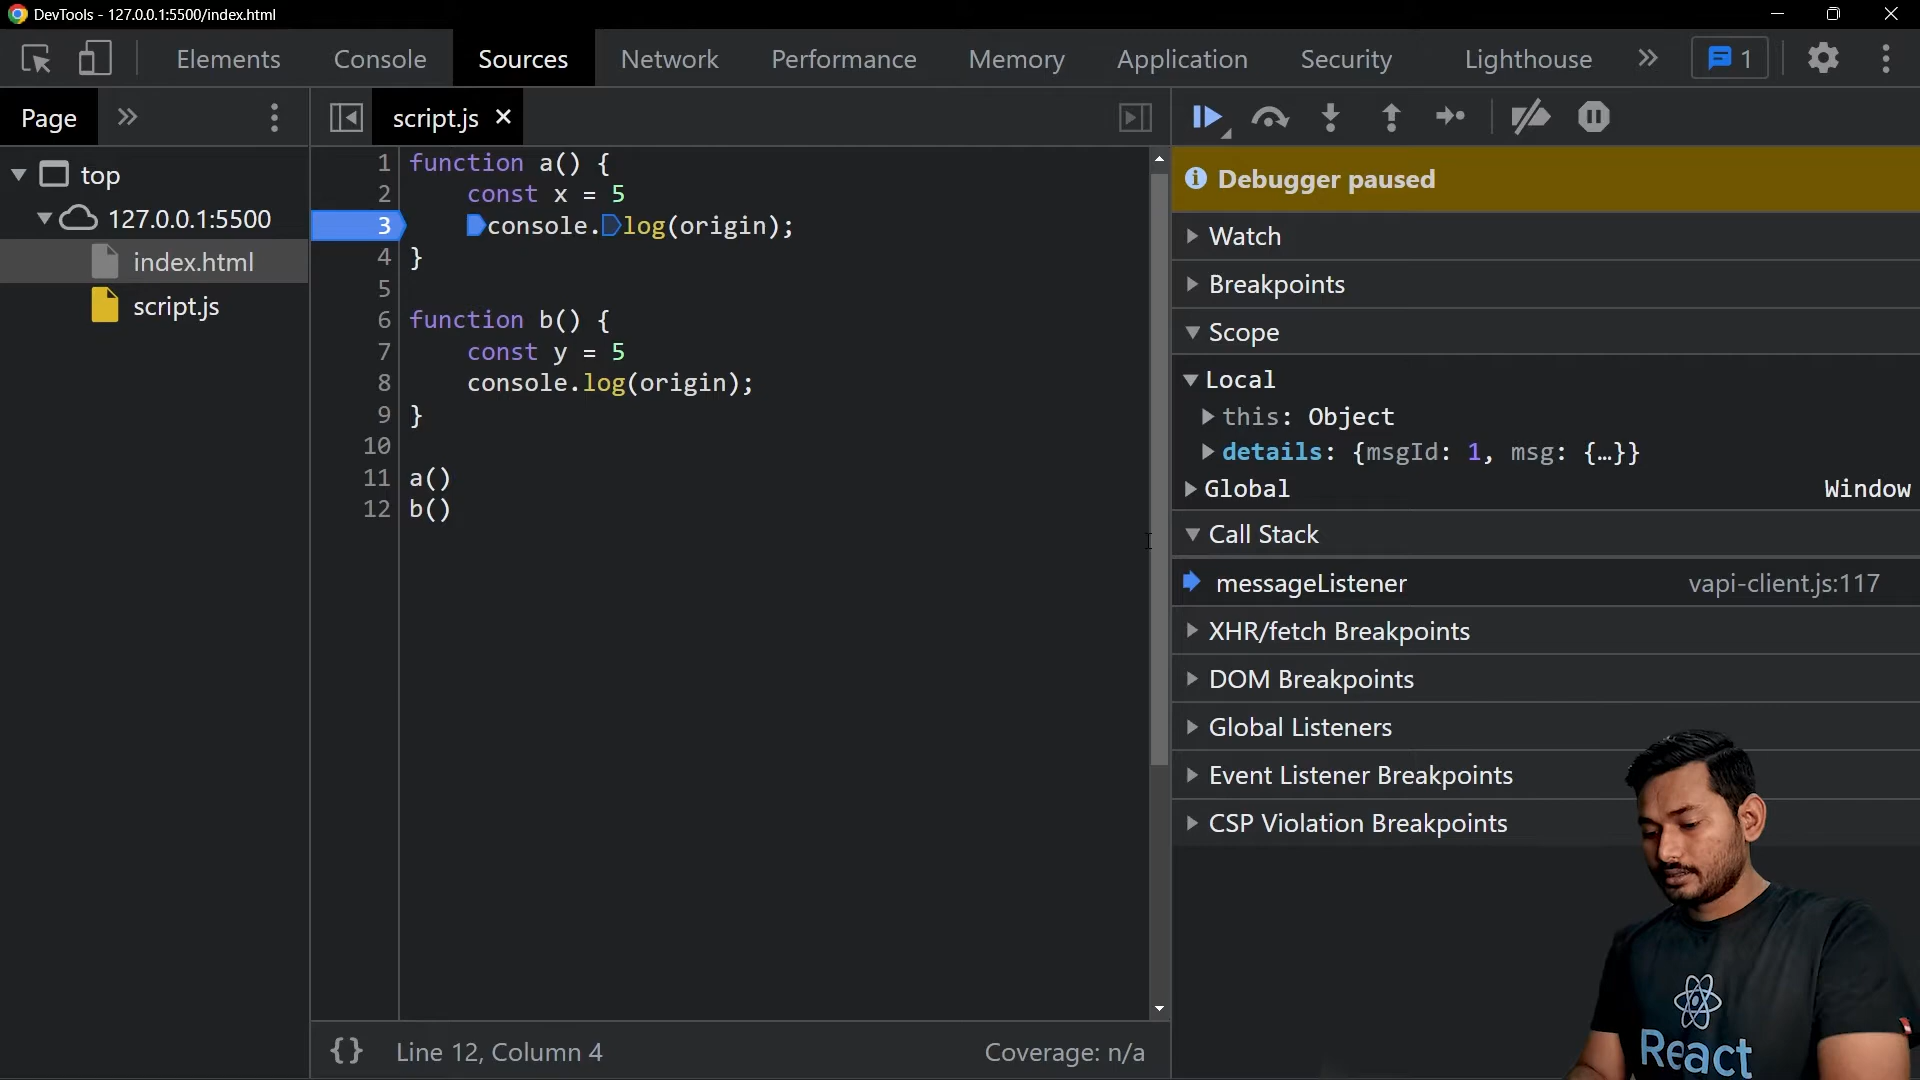 DevTools - 127.0.0.1:5500/index.html
Elements Console Sources Network Performance Memory Application Security Lighthouse 1
Page
script.js
top
127.0.0.1:5500
index.html
script.js
1 function a() {
2 const x = 5
3 console.log(origin);
4 }
5
6 function b() {
7 const y = 5
8 console.log(origin);
9 }
10
11 a()
12 b()
{} Line 12, Column 4 Coverage: n/a
Debugger paused
Watch
Breakpoints
Scope
Local
this: Object
details: {msgId: 1, msg: {…}}
Global Window
Call Stack
messageListener vapi-client.js:117
XHR/fetch Breakpoints
DOM Breakpoints
Global Listeners
Event Listener Breakpoints
CSP Violation Breakpoints
React